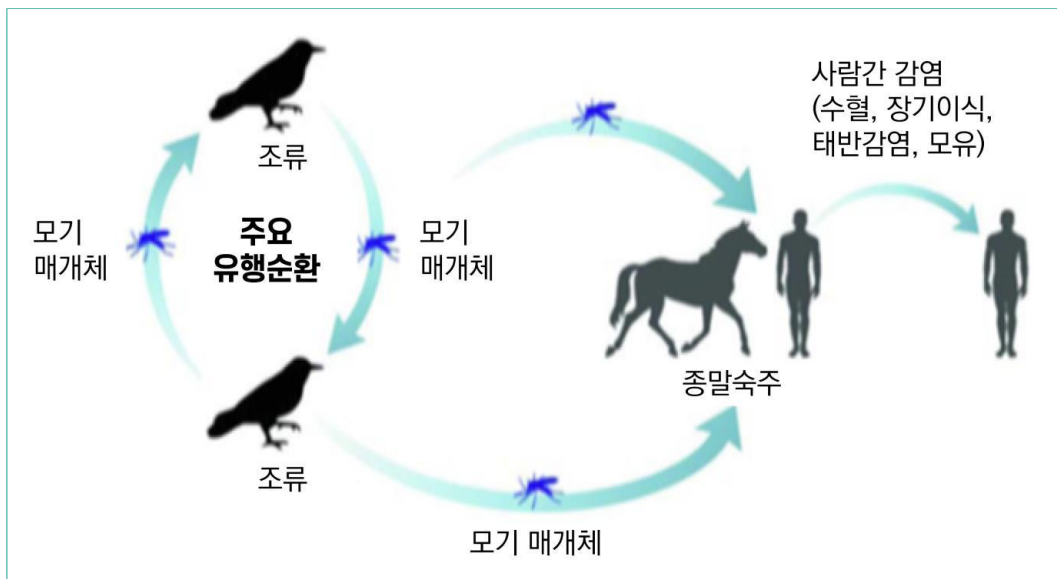 조류
모기
매개체
주요
유행순환
모기
매개체
사람간 감염
(수혈, 장기이식,
태반감염, 모유)
종말숙주
조류
모기 매개체